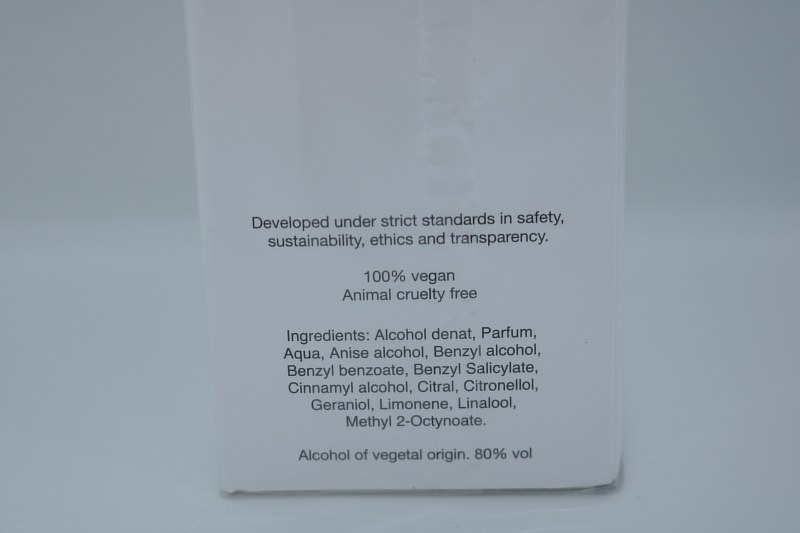 Developed under strict standards in safety,
sustainability, ethics and transparency.
100% vegan
Animal cruelty free
Ingredients: Alcohol denat, Parfum,
Aqua, Anise alcohol, Benzyl alcohol,
Benzyl benzoate, Benzyl Salicylate,
Cinnamyl alcohol, Citral, Citronellol,
Geraniol, Limonene, Linalool,
Methyl 2-Octynoate.
Alcohol of vegetal origin. 80% vol